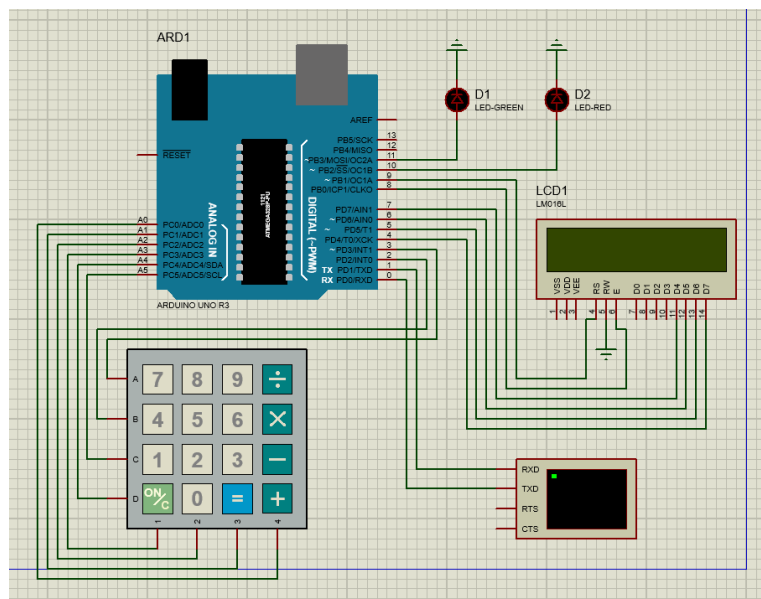 ARD1
AREF
RESET
PB5/SCK 13
PB4/MISO 12
~PB3/MOSI/OC2A 11
~PB2/SS/OC1B 10
~PB1/OC1A 9
PB0/ICP1/CLKO 8
PD7/AIN1 7
~PD6/AIN0 6
~PD5/T1 5
PD4/T0/XCK 4
~PD3/INT1 3
PD2/INT0 2
TX PD1/TXD 1
RX PD0/RXD 0
A0 PC0/ADC0
A1 PC1/ADC1
A2 PC2/ADC2
A3 PC3/ADC3
A4 PC4/ADC4/SDA
A5 PC5/ADC5/SCL
ANALOG IN
DIGITAL (~PWM)
1121
ATMEGA328P-PU
ARDUINO UNO R3
D1
LED-GREEN
D2
LED-RED
LCD1
LM016L
VSS VDD VEE RS RW E D0 D1 D2 D3 D4 D5 D6 D7
1 2 3 4 5 6 7 8 9 10 11 12 13 14
A 7 8 9 ÷
B 4 5 6 ×
C 1 2 3 −
D ON/C 0 = +
1 2 3 4
RXD
TXD
RTS
CTS